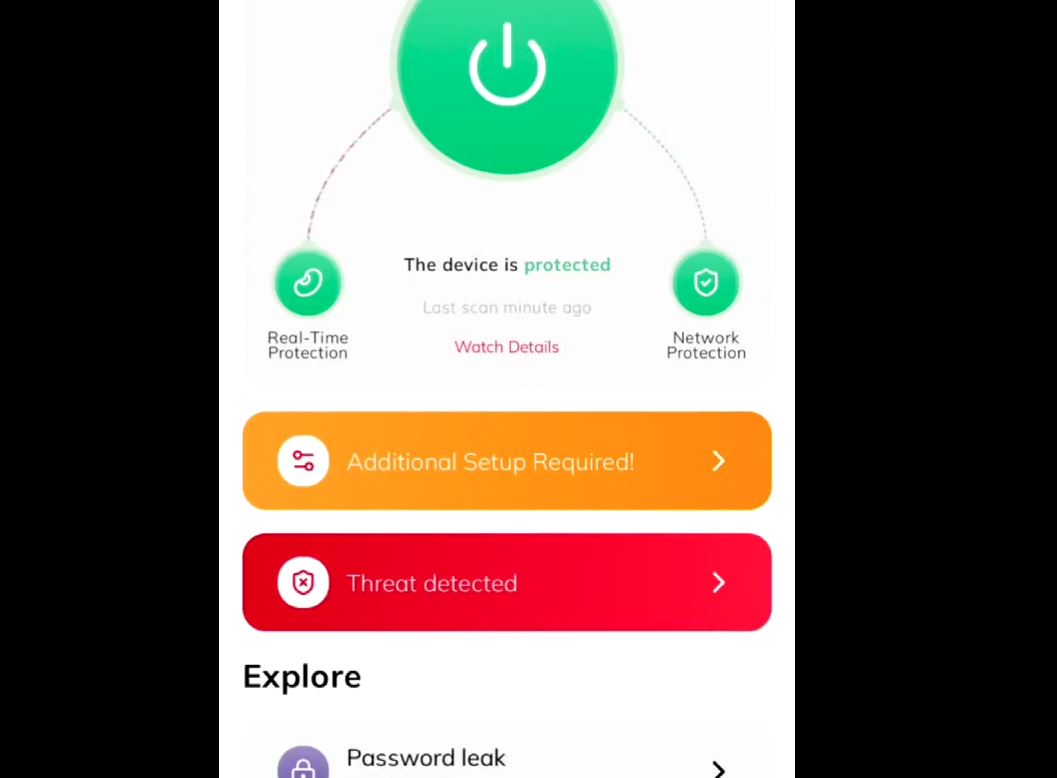 The device is protected
Last scan minute ago
Watch Details
Real-Time
Protection
Network
Protection
Additional Setup Required!
Threat detected
Explore
Password leak